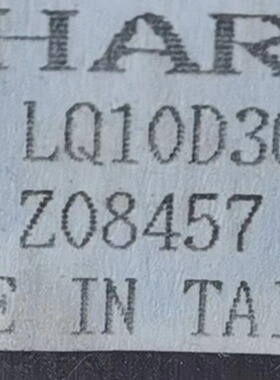 HAR
LQ10D3
Z08457
E IN TA